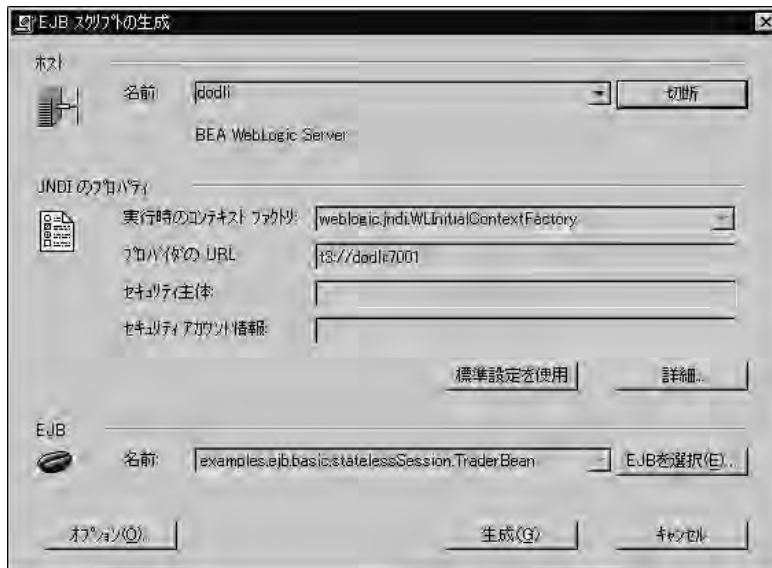 EJB スクリプトの生成
ホスト
名前: dodli 切断
BEA WebLogic Server
JNDI のプロパティ
実行時のコンテキスト ファクトリ: weblogic.jndi.WLInitialContextFactory
プロバイダの URL t3://dodli:7001
セキュリティ主体:
セキュリティ アカウント情報:
標準設定を使用 詳細...
EJB
名前: examples.ejb.basic.statelessSession.TraderBean EJBを選択(E)...
オプション(O)... 生成(G) キャンセル